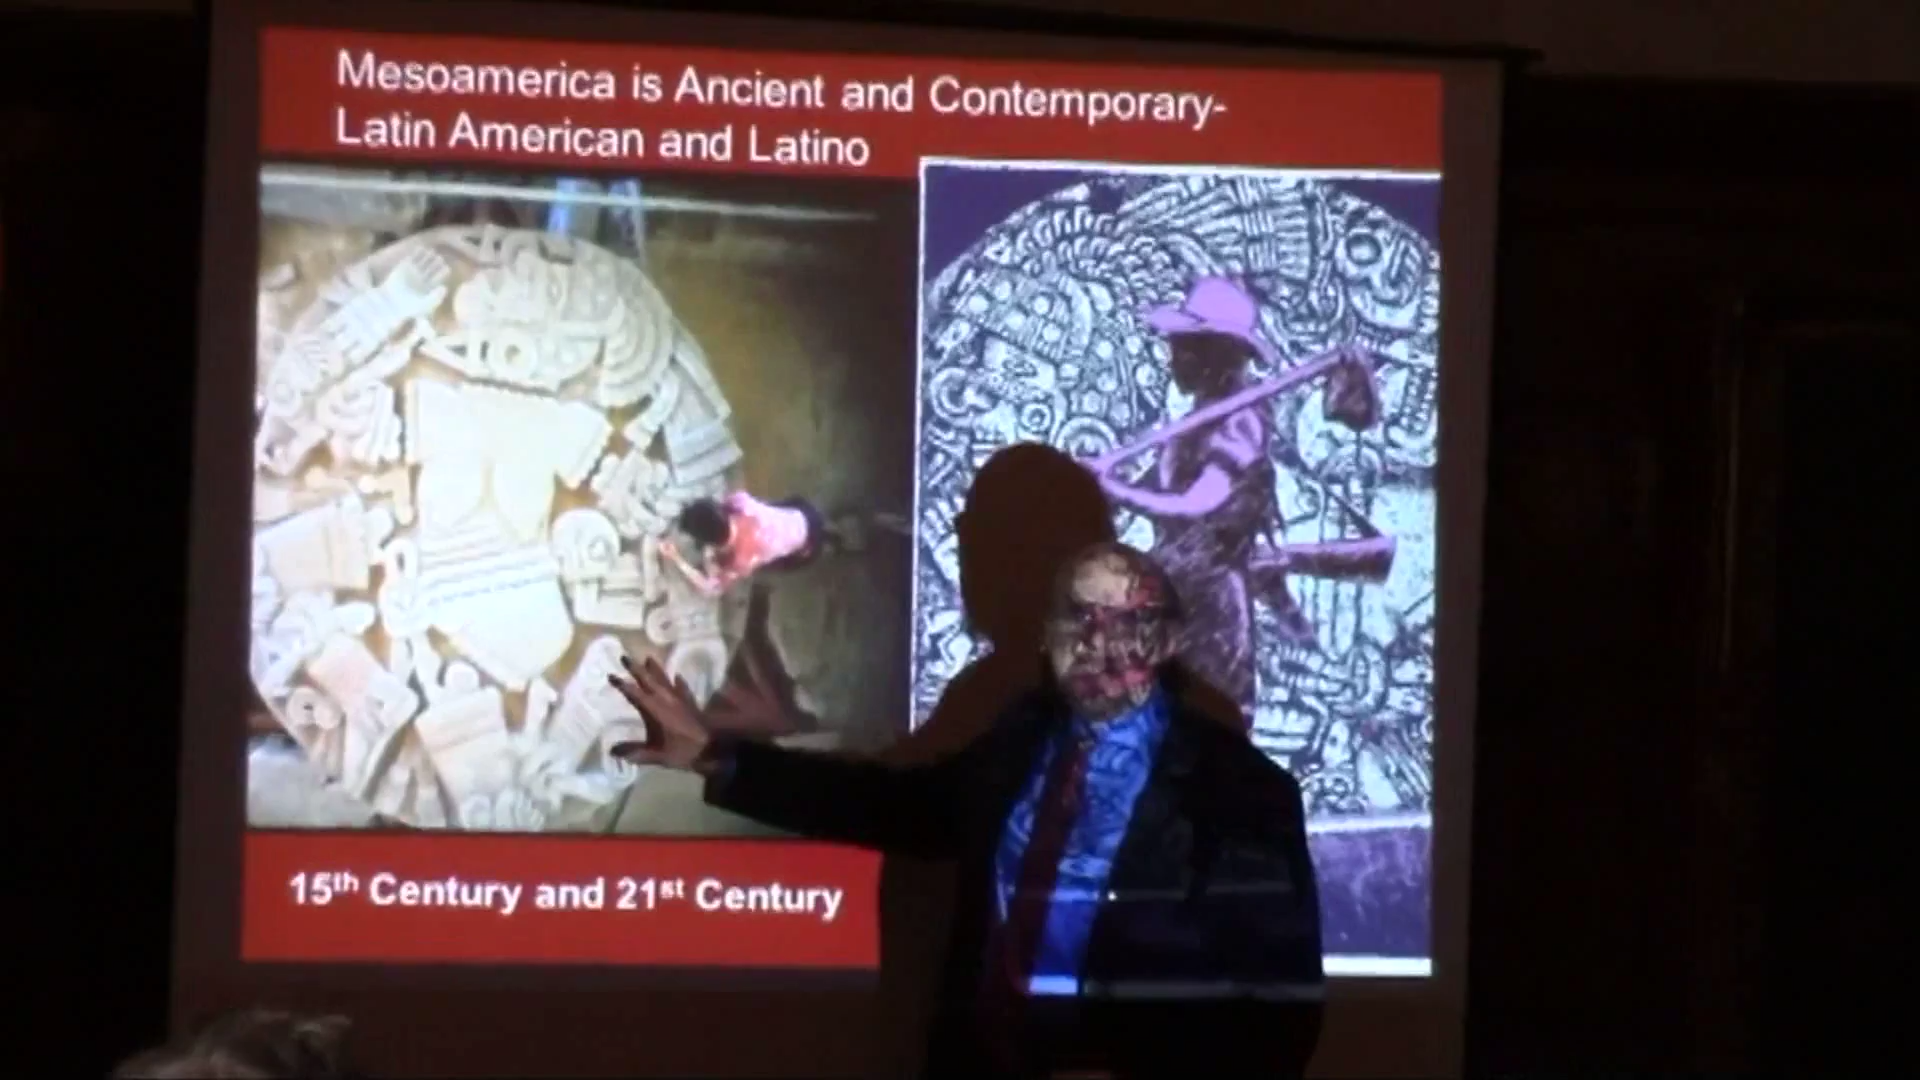 Mesoamerica is Ancient and Contemporary-
Latin American and Latino
15th Century and 21st Century